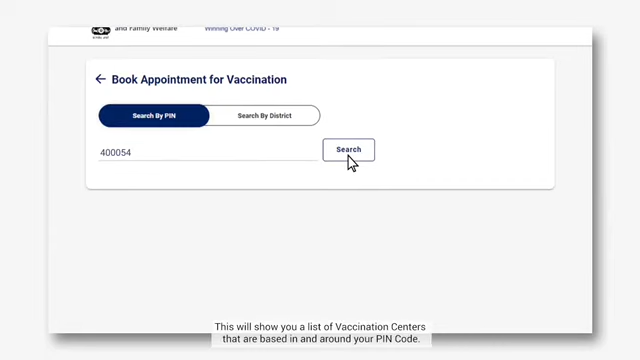 and Family Welfare
Winning Over COVID - 19
Book Appointment for Vaccination
Search By PIN
Search By District
400054
Search
This will show you a list of Vaccination Centers
that are based in and around your PIN Code.